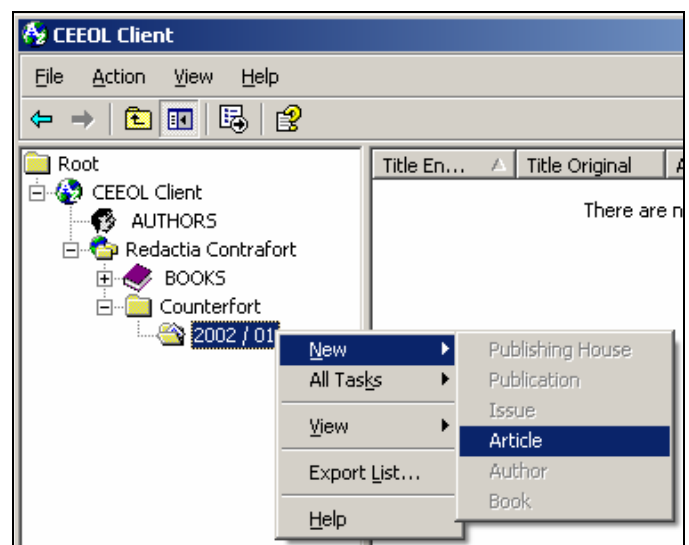 CEEOL Client
File Action View Help
Root
CEEOL Client
AUTHORS
Redactia Contrafort
BOOKS
Counterfort
2002 / 01
Title En... Title Original A
There are n
New
All Tasks
View
Export List...
Help
Publishing House
Publication
Issue
Article
Author
Book